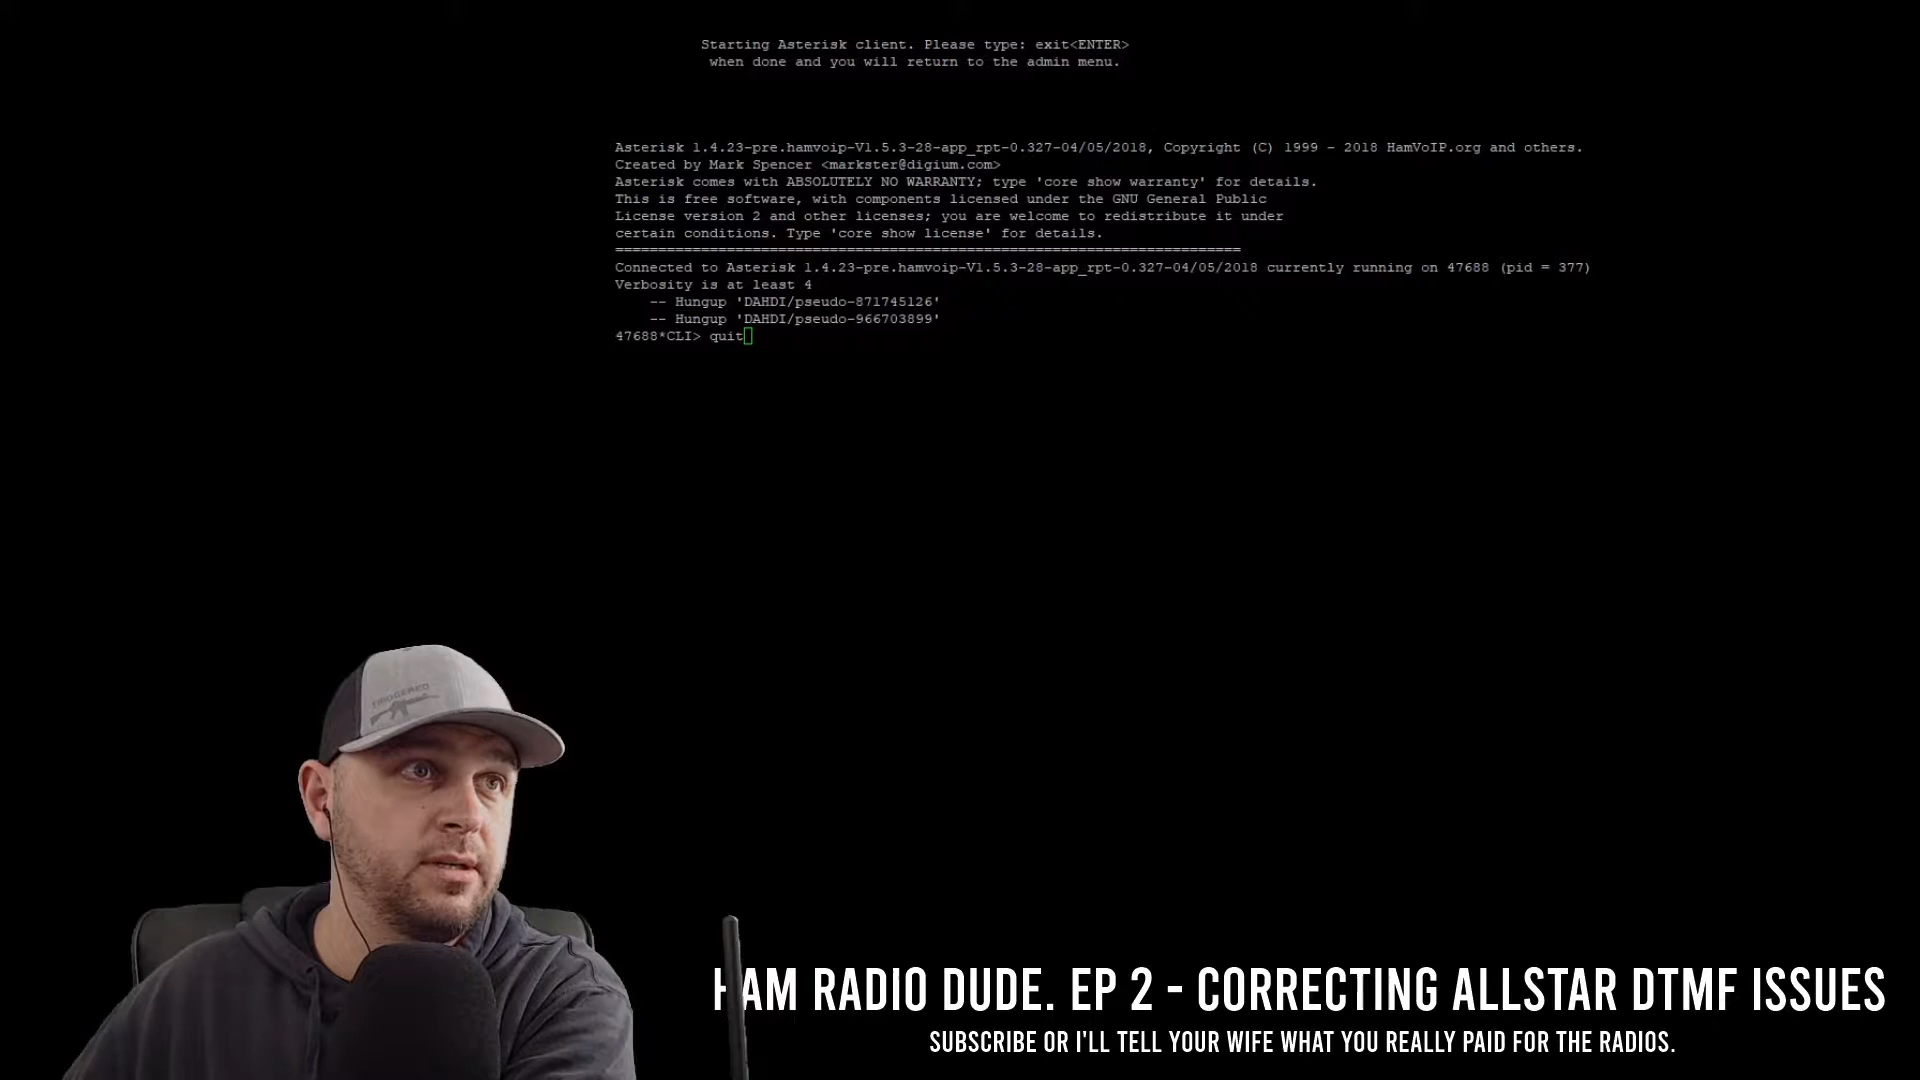 Starting Asterisk client. Please type: exit<ENTER>
when done and you will return to the admin menu.
Asterisk 1.4.23-pre.hamvoip-V1.5.3-28-app_rpt-0.327-04/05/2018, Copyright (C) 1999 - 2018 HamVoIP.org and others.
Created by Mark Spencer <markster@digium.com>
Asterisk comes with ABSOLUTELY NO WARRANTY; type 'core show warranty' for details.
This is free software, with components licensed under the GNU General Public
License version 2 and other licenses; you are welcome to redistribute it under
certain conditions. Type 'core show license' for details.
=========================================================================
Connected to Asterisk 1.4.23-pre.hamvoip-V1.5.3-28-app_rpt-0.327-04/05/2018 currently running on 47688 (pid = 377)
Verbosity is at least 4
-- Hungup 'DAHDI/pseudo-871745126'
-- Hungup 'DAHDI/pseudo-966703899'
47688*CLI> quit
TRIGGERED
HAM RADIO DUDE. EP 2 - CORRECTING ALLSTAR DTMF ISSUES
SUBSCRIBE OR I'LL TELL YOUR WIFE WHAT YOU REALLY PAID FOR THE RADIOS.